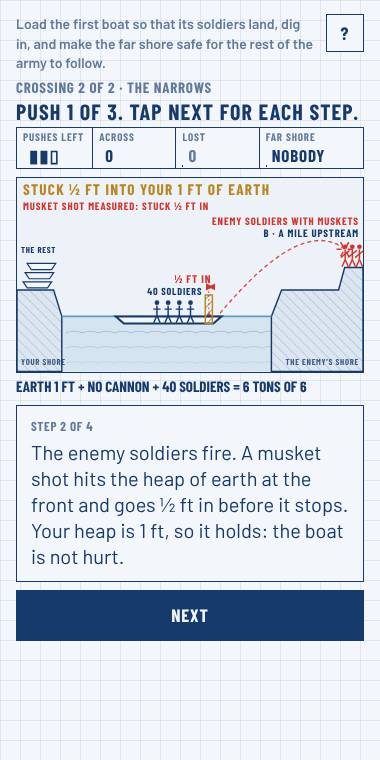 Load the first boat so that its soldiers land, dig
in, and make the far shore safe for the rest of the
army to follow.
?
CROSSING 2 OF 2 · THE NARROWS
PUSH 1 OF 3. TAP NEXT FOR EACH STEP.
PUSHES LEFT
ACROSS
0
LOST
0
FAR SHORE
NOBODY
STUCK ½ FT INTO YOUR 1 FT OF EARTH
MUSKET SHOT MEASURED: STUCK ½ FT IN
ENEMY SOLDIERS WITH MUSKETS
B · A MILE UPSTREAM
THE REST
½ FT IN
40 SOLDIERS
YOUR SHORE
THE ENEMY'S SHORE
EARTH 1 FT + NO CANNON + 40 SOLDIERS = 6 TONS OF 6
STEP 2 OF 4
The enemy soldiers fire. A musket
shot hits the heap of earth at the
front and goes ½ ft in before it stops.
Your heap is 1 ft, so it holds: the boat
is not hurt.
NEXT